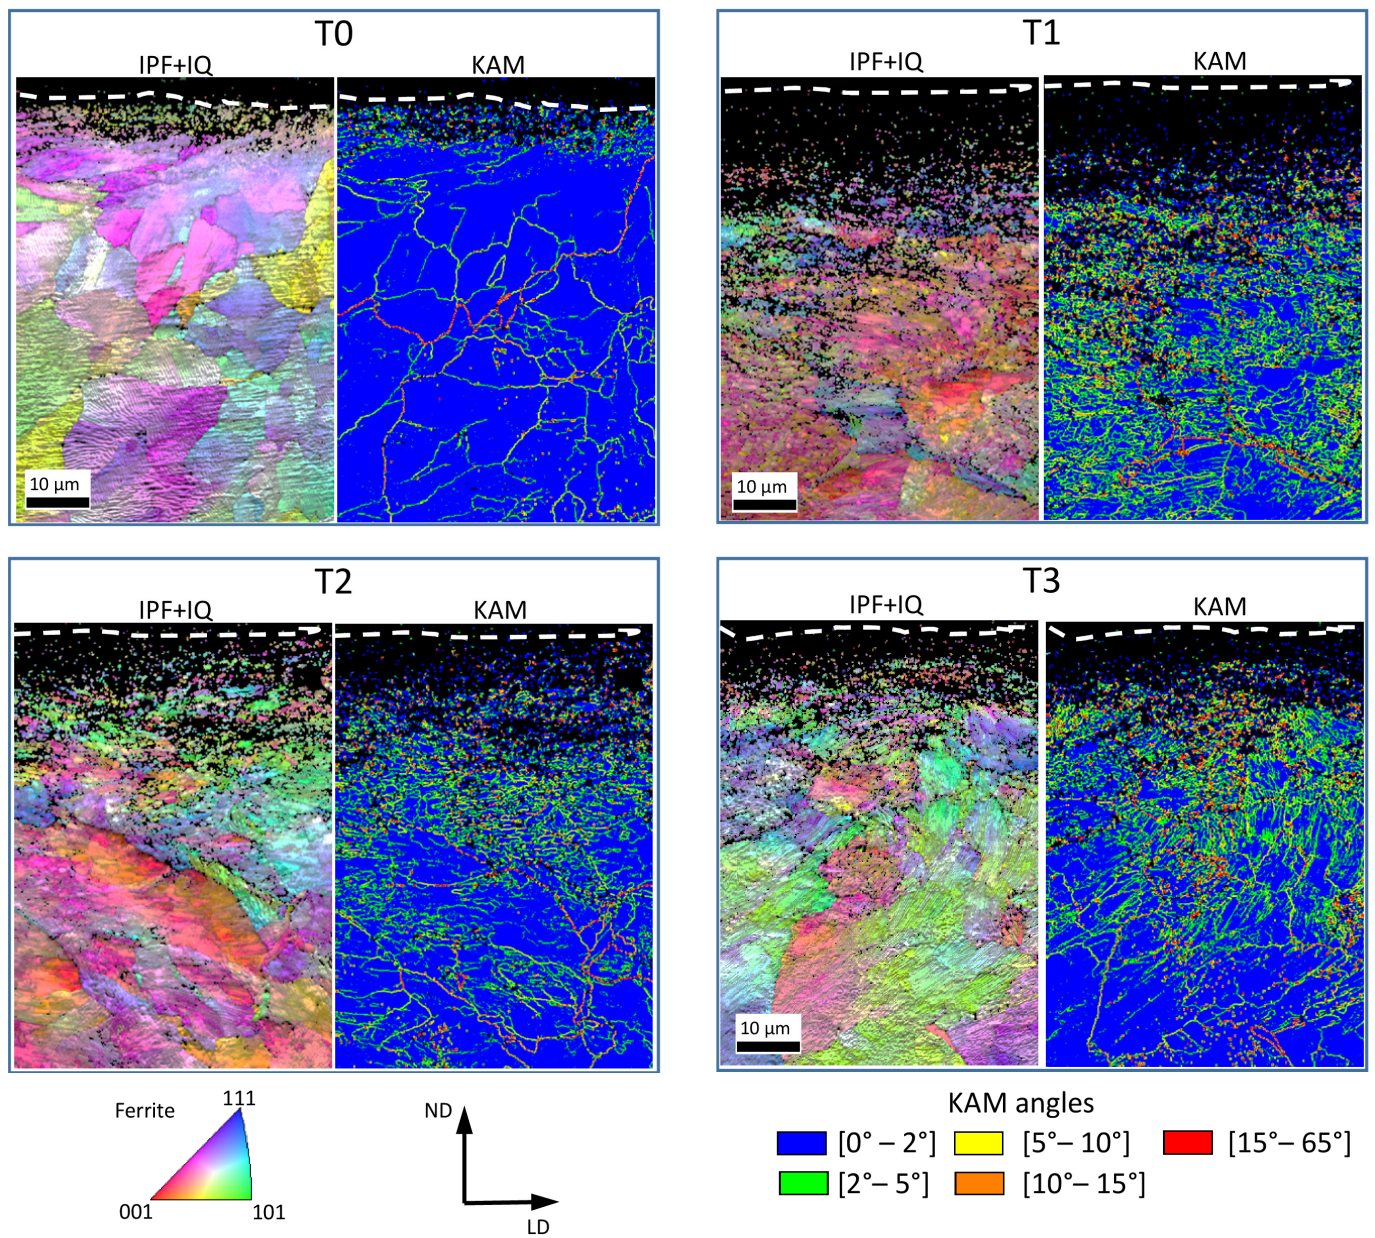 T0
IPF+IQ KAM
10 µm
T1
IPF+IQ KAM
10 µm
T2
IPF+IQ KAM
T3
IPF+IQ KAM
10 µm
Ferrite
111
001 101
ND
LD
KAM angles
[0° – 2°] [5°– 10°] [15°– 65°]
[2°– 5°] [10°– 15°]